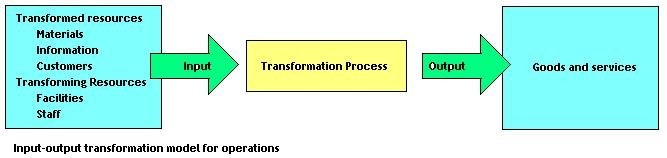 Transformed resources
Materials
Information
Customers
Transforming Resources
Facilities
Staff
Input
Transformation Process
Output
Goods and services
Input-output transformation model for operations